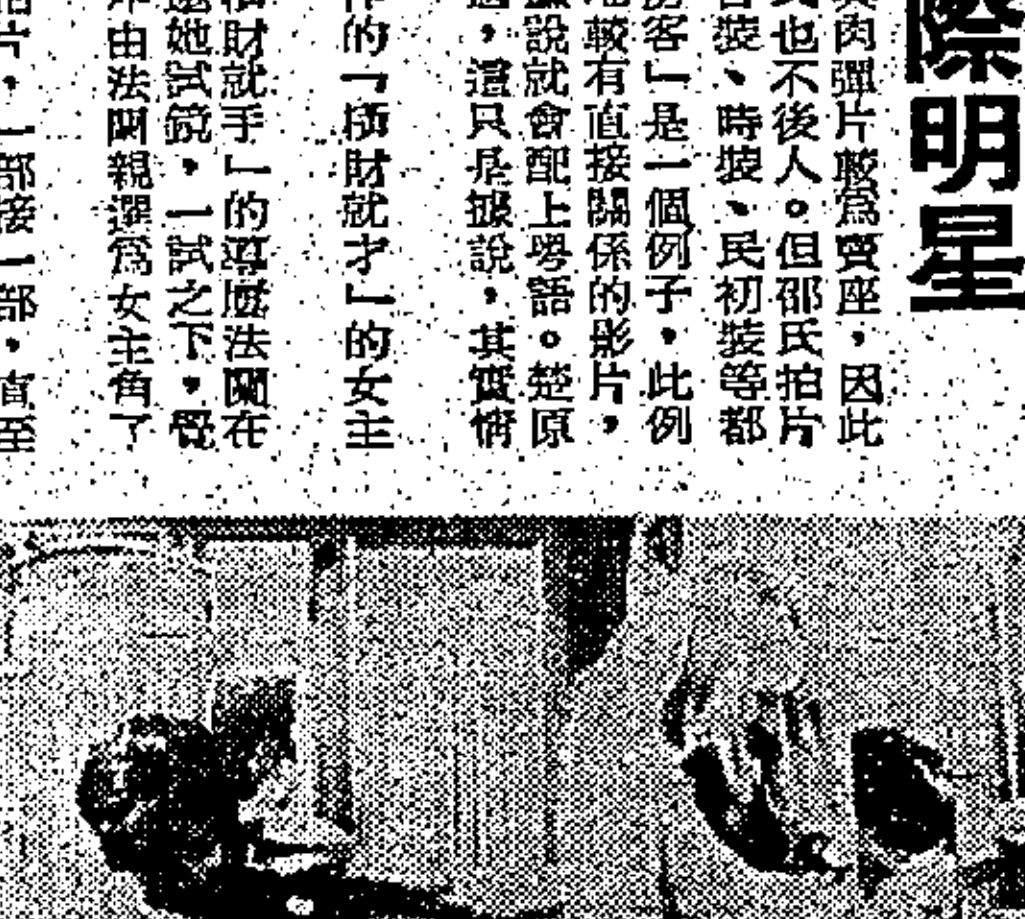 際明星
肉彈片較爲賣座，因此
也不後人。但邵氏拍片
裝、時裝、民初裝等都
客」是一個例子，此例
較有直接關係的影片，
說就會配上粵語。楚原
，這只是據說，其實情
的「橫財就才」的女主
財就手」的導演法蘭在
她試鏡，一試之下，覺
由法蘭親選爲女主角了
片，一部接一部，直至